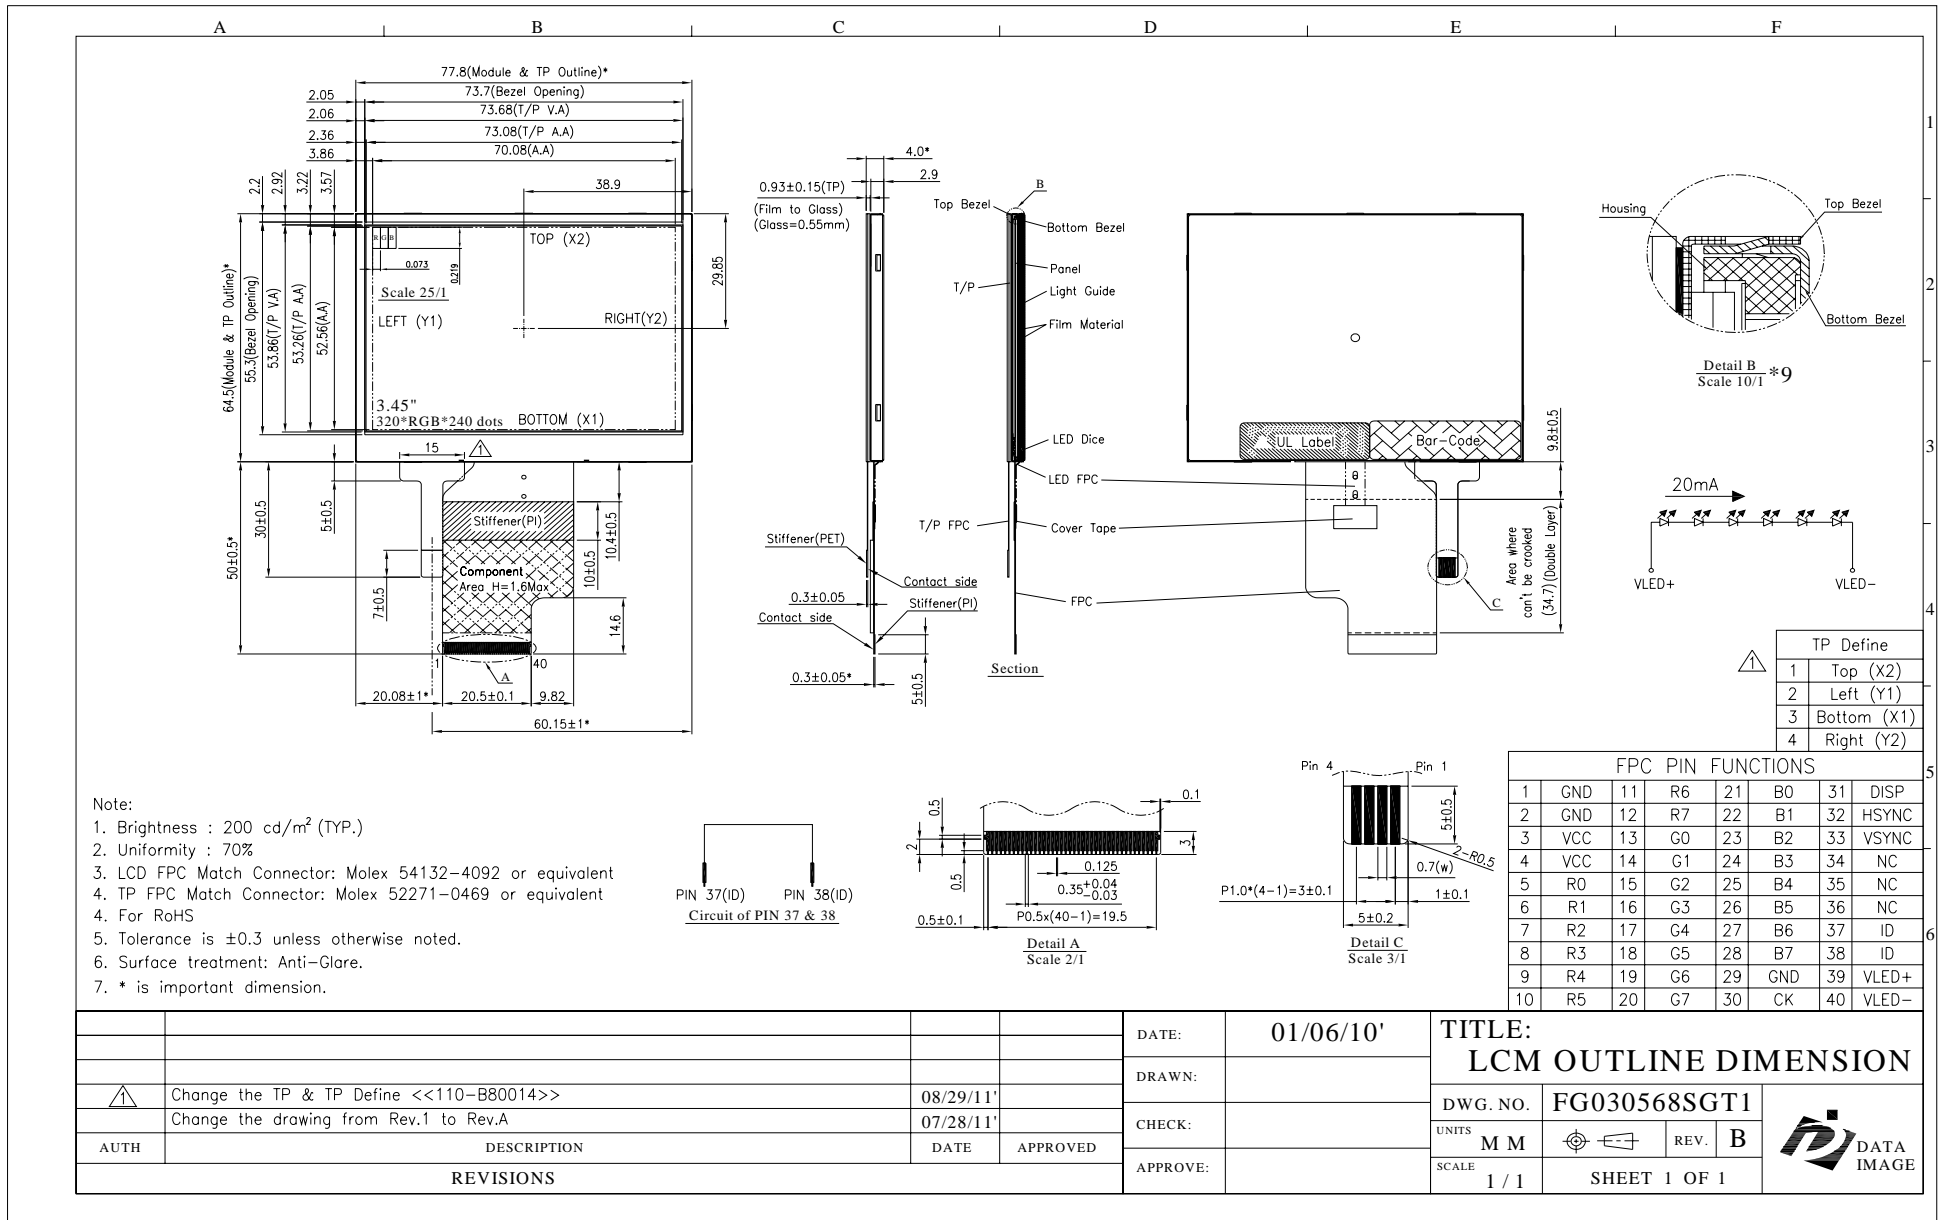 A B C D E F
1
2
3
4
5
6
77.8(Module & TP Outline)*
73.7(Bezel Opening)
73.68(T/P V.A)
73.08(T/P A.A)
70.08(A.A)
2.05
2.06
2.36
3.86
38.9
2.2
2.92
3.22
3.57
64.5(Module & TP Outline)*
55.3(Bezel Opening)
53.86(T/P V.A)
53.26(T/P A.A)
52.56(A.A)
29.85
R G B
0.073
0.219
Scale 25/1
TOP (X2)
LEFT (Y1)
RIGHT(Y2)
3.45"
320*RGB*240 dots
BOTTOM (X1)
15
1
50±0.5*
30±0.5
5±0.5
7±0.5
Stiffener(PI)
Component
Area H=1.6Max
10.4±0.5
10±0.5
14.6
1
40
A
20.08±1*
20.5±0.1
9.82
60.15±1*
4.0*
2.9
0.93±0.15(TP)
(Film to Glass)
(Glass=0.55mm)
Stiffener(PET)
Contact side
0.3±0.05
Stiffener(PI)
Contact side
0.3±0.05*
5±0.5
B
Top Bezel
Bottom Bezel
Panel
T/P
Light Guide
Film Material
LED Dice
LED FPC
T/P FPC
Cover Tape
FPC
Section
UL Label
Bar-Code
9.8±0.5
Area where
can't be crooked
(34.7)(Double Layer)
C
Housing
Top Bezel
Bottom Bezel
Detail B
Scale 10/1
*9
20mA
VLED+
VLED-
1
TP Define
1 Top (X2)
2 Left (Y1)
3 Bottom (X1)
4 Right (Y2)
FPC PIN FUNCTIONS
1 GND 11 R6 21 B0 31 DISP
2 GND 12 R7 22 B1 32 HSYNC
3 VCC 13 G0 23 B2 33 VSYNC
4 VCC 14 G1 24 B3 34 NC
5 R0 15 G2 25 B4 35 NC
6 R1 16 G3 26 B5 36 NC
7 R2 17 G4 27 B6 37 ID
8 R3 18 G5 28 B7 38 ID
9 R4 19 G6 29 GND 39 VLED+
10 R5 20 G7 30 CK 40 VLED-
Note:
1. Brightness : 200 cd/m² (TYP.)
2. Uniformity : 70%
3. LCD FPC Match Connector: Molex 54132-4092 or equivalent
4. TP FPC Match Connector: Molex 52271-0469 or equivalent
4. For RoHS
5. Tolerance is ±0.3 unless otherwise noted.
6. Surface treatment: Anti-Glare.
7. * is important dimension.
PIN 37(ID)
PIN 38(ID)
Circuit of PIN 37 & 38
0.5
2
0.5
0.1
3
0.125
0.35+0.04
-0.03
0.5±0.1
P0.5x(40-1)=19.5
Detail A
Scale 2/1
Pin 4
Pin 1
5±0.5
2-R0.5
0.7(w)
P1.0*(4-1)=3±0.1
1±0.1
5±0.2
Detail C
Scale 3/1
1 Change the TP & TP Define <<110-B80014>> 08/29/11'
Change the drawing from Rev.1 to Rev.A 07/28/11'
AUTH DESCRIPTION DATE APPROVED
REVISIONS
DATE: 01/06/10'
DRAWN:
CHECK:
APPROVE:
TITLE:
LCM OUTLINE DIMENSION
DWG. NO. FG030568SGT1
UNITS MM
REV. B
SCALE 1 / 1
SHEET 1 OF 1
DATA
IMAGE